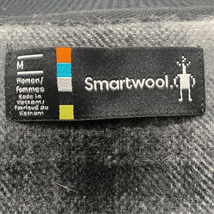 M
Women/
Femmes
Made in
Vietnam/
Fabriqué au
Vietnam
Smartwool.